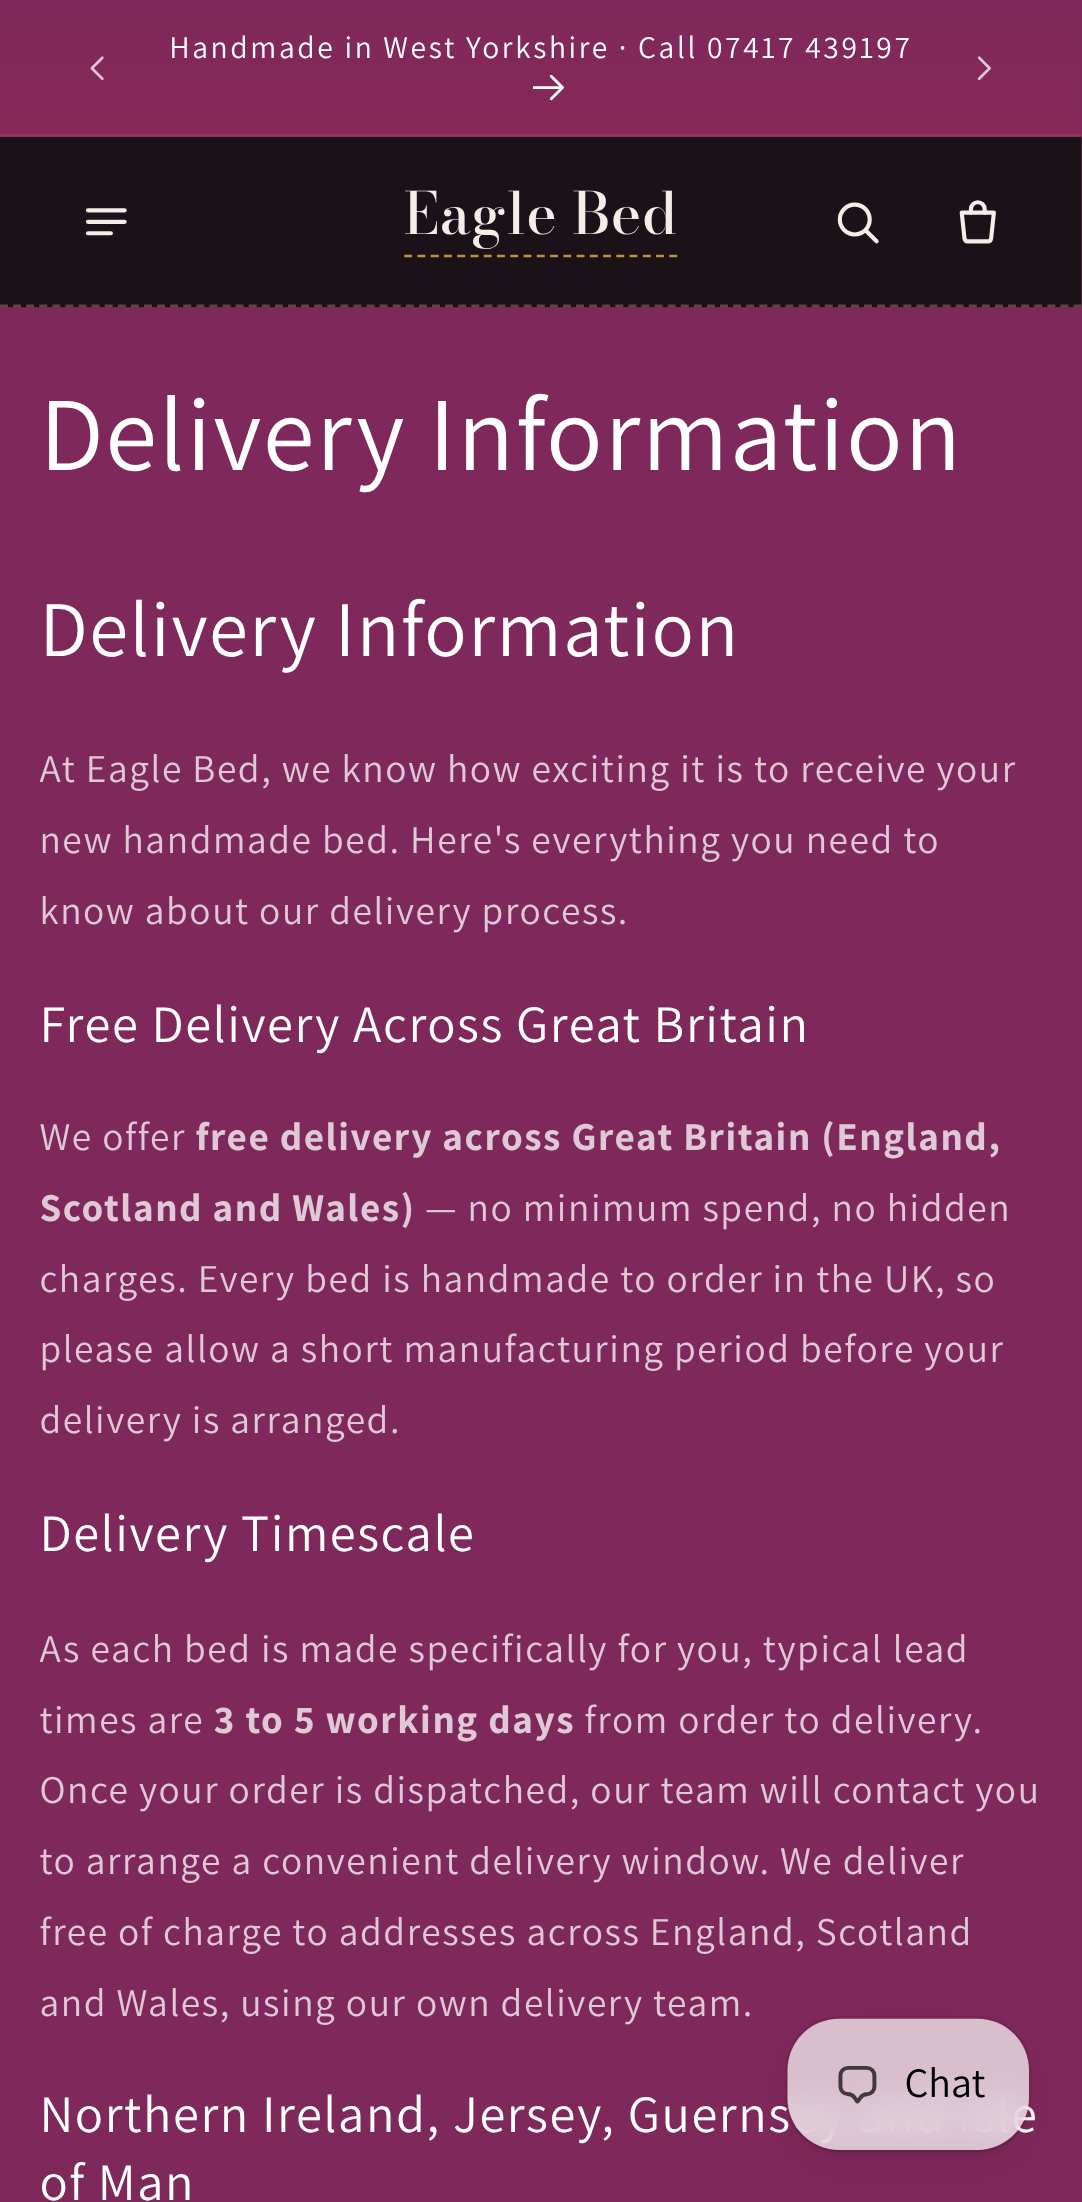 Handmade in West Yorkshire · Call 07417 439197
Eagle Bed
Delivery Information
Delivery Information
At Eagle Bed, we know how exciting it is to receive your
new handmade bed. Here's everything you need to
know about our delivery process.
Free Delivery Across Great Britain
We offer free delivery across Great Britain (England,
Scotland and Wales) — no minimum spend, no hidden
charges. Every bed is handmade to order in the UK, so
please allow a short manufacturing period before your
delivery is arranged.
Delivery Timescale
As each bed is made specifically for you, typical lead
times are 3 to 5 working days from order to delivery.
Once your order is dispatched, our team will contact you
to arrange a convenient delivery window. We deliver
free of charge to addresses across England, Scotland
and Wales, using our own delivery team.
Chat
Northern Ireland, Jersey, Guernsey and Isle
of Man